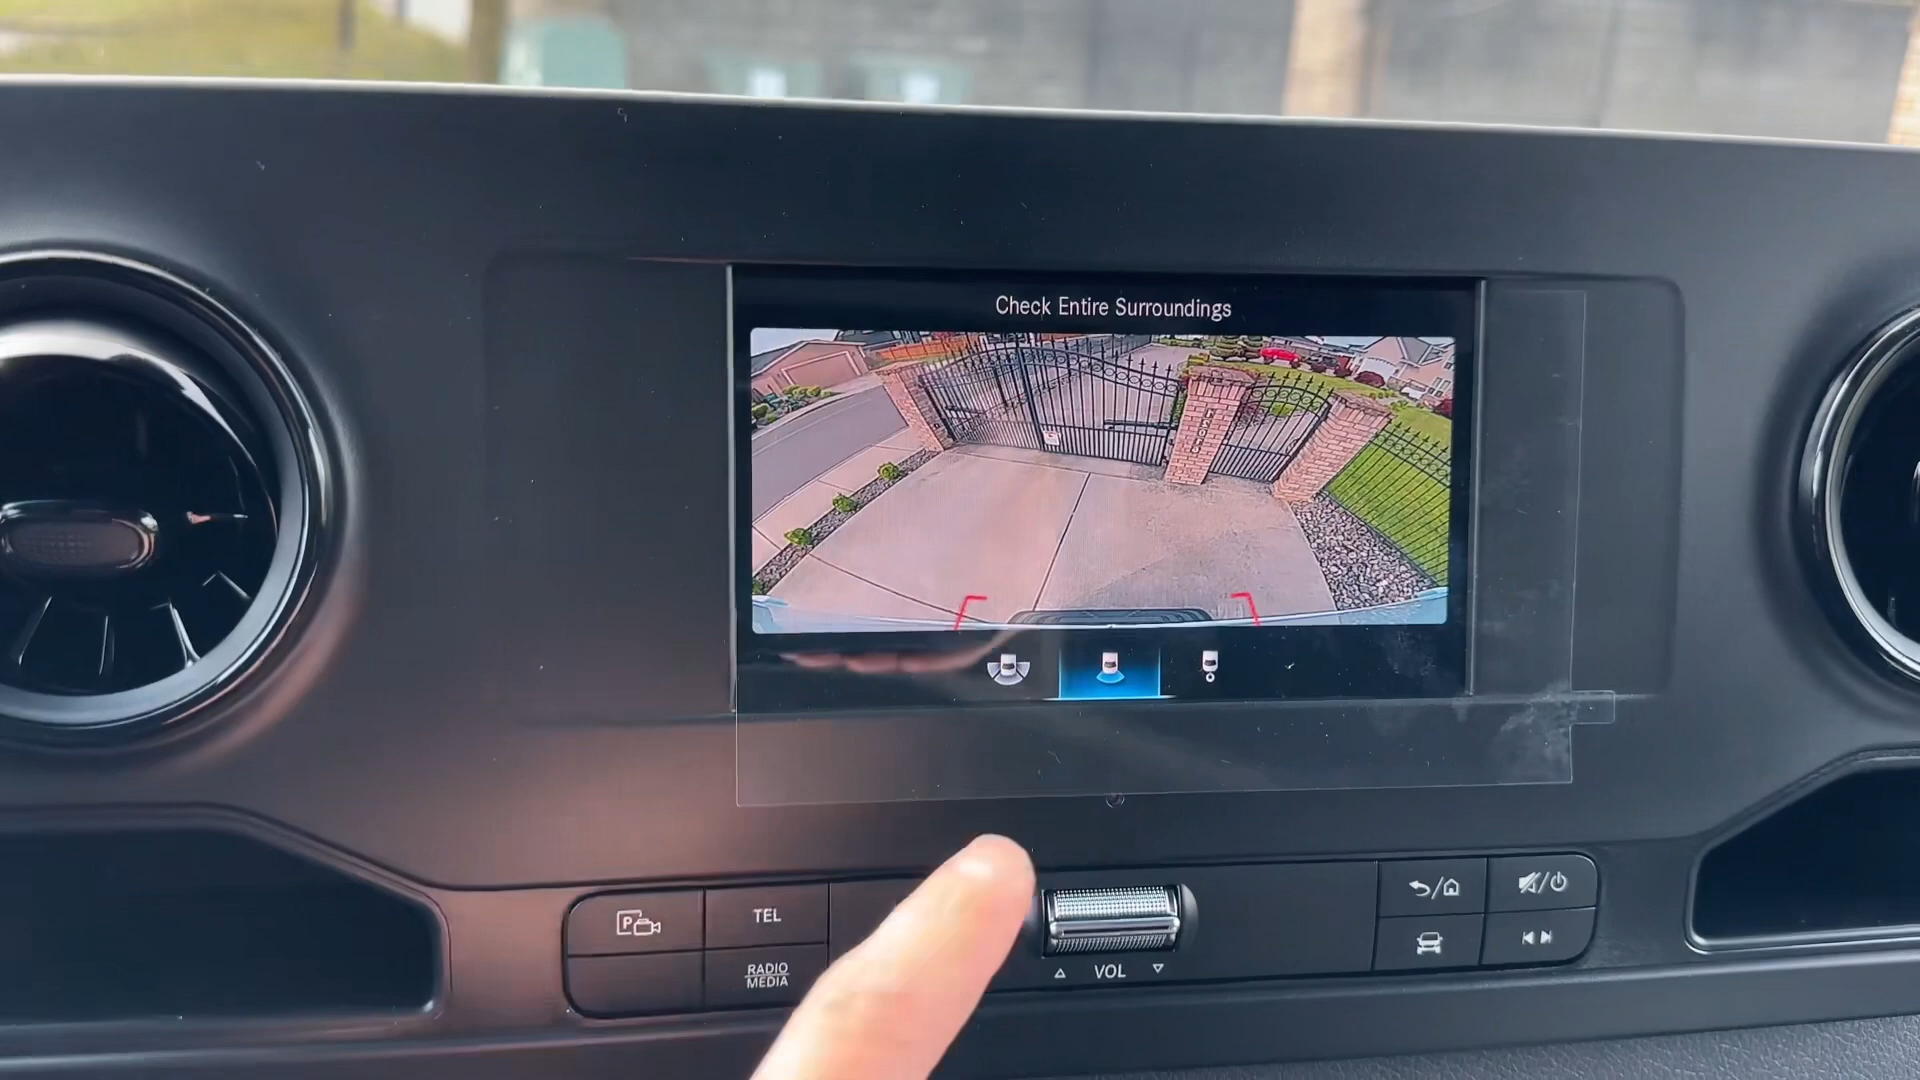 Check Entire Surroundings
P
TEL
RADIO
MEDIA
VOL